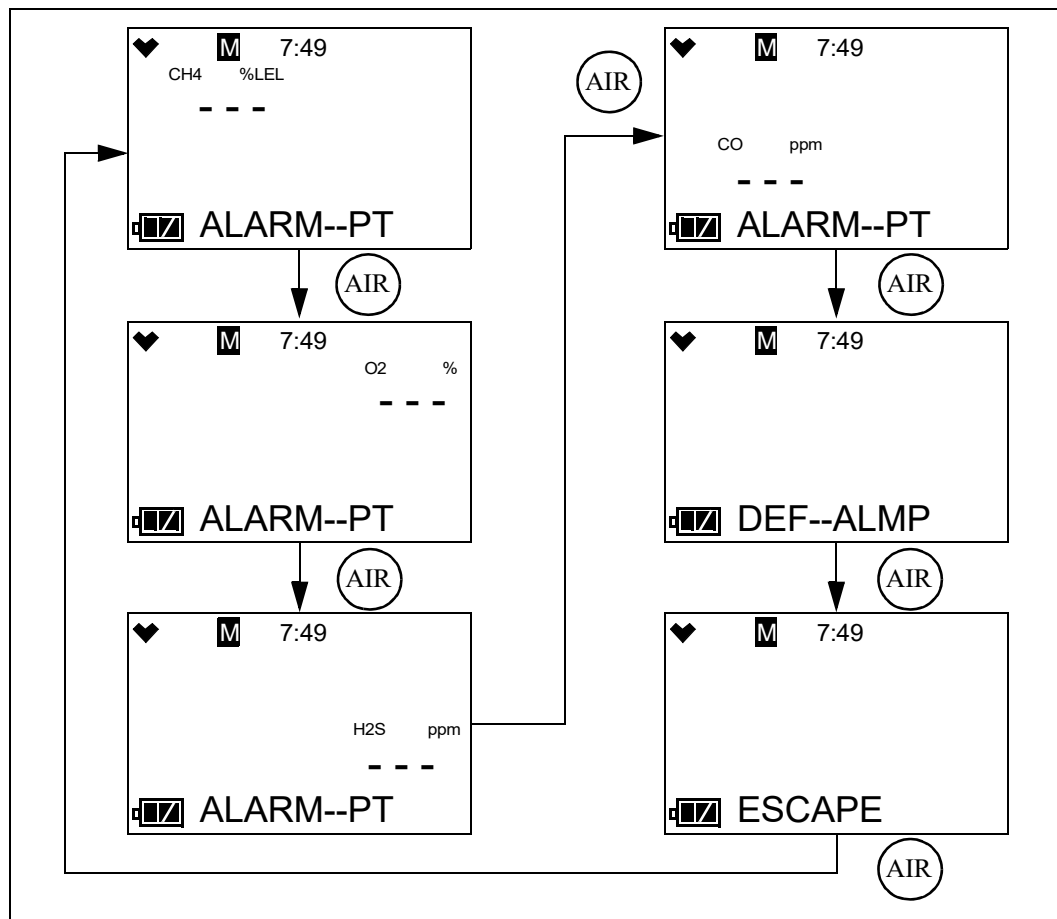 M 7:49
CH4 %LEL
- - -
ALARM--PT
AIR
M 7:49
O2 %
- - -
ALARM--PT
AIR
M 7:49
H2S ppm
- - -
ALARM--PT
AIR
M 7:49
CO ppm
- - -
ALARM--PT
AIR
M 7:49
DEF--ALMP
AIR
M 7:49
ESCAPE
AIR